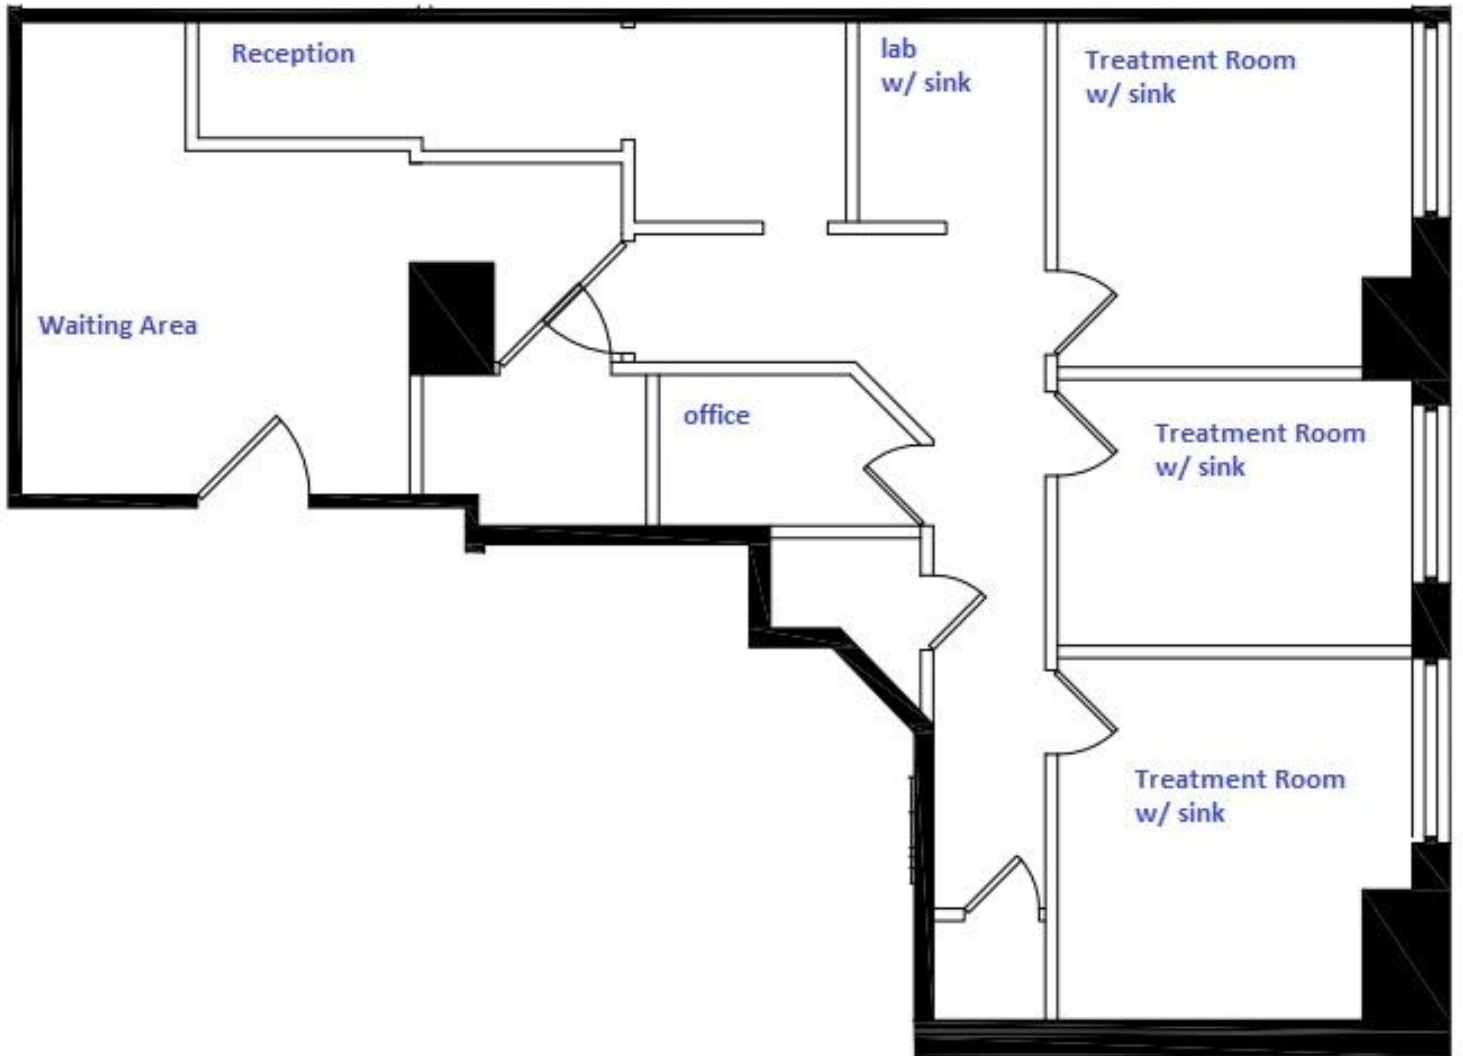 Reception
lab
w/ sink
Treatment Room
w/ sink
Waiting Area
office
Treatment Room
w/ sink
Treatment Room
w/ sink